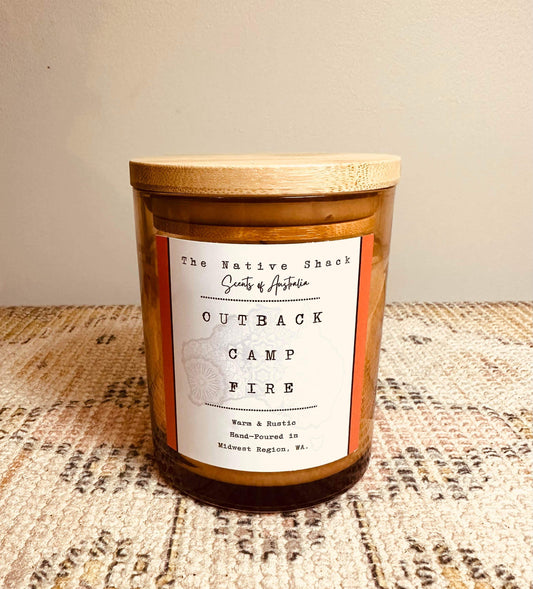 The Native Shack
Scents of Australia
OUTBACK
CAMP
FIRE
Warm & Rustic
Hand-Poured in
Midwest Region, WA.